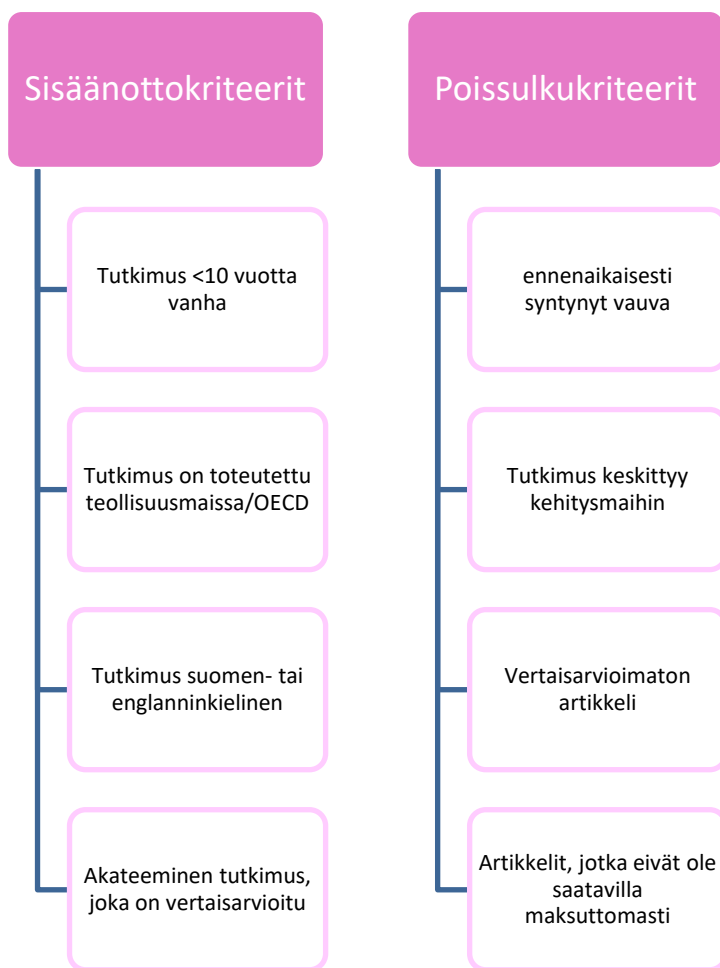 Sisäänottokriteerit
Tutkimus <10 vuotta
vanha
Tutkimus on toteutettu
teollisuusmaissa/OECD
Tutkimus suomen- tai
englanninkielinen
Akateeminen tutkimus,
joka on vertaisarvioitu
Poissulkukriteerit
ennenaikaisesti
syntynyt vauva
Tutkimus keskittyy
kehitysmaihin
Vertaisarvioimaton
artikkeli
Artikkelit, jotka eivät ole
saatavilla
maksuttomasti